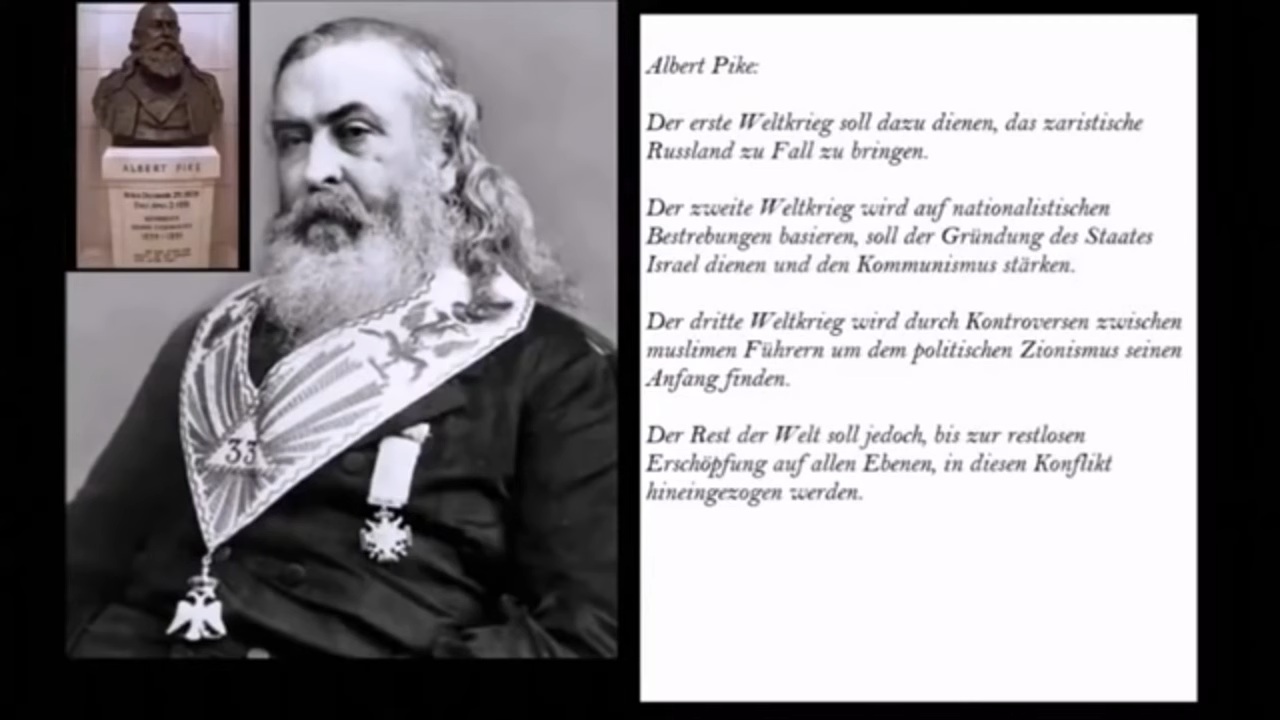 ALBERT PIKE
33
Albert Pike:
Der erste Weltkrieg soll dazu dienen, das zaristische
Russland zu Fall zu bringen.
Der zweite Weltkrieg wird auf nationalistischen
Bestrebungen basieren, soll der Gründung des Staates
Israel dienen und den Kommunismus stärken.
Der dritte Weltkrieg wird durch Kontroversen zwischen
muslimen Führern um dem politischen Zionismus seinen
Anfang finden.
Der Rest der Welt soll jedoch, bis zur restlosen
Erschöpfung auf allen Ebenen, in diesen Konflikt
hineingezogen werden.